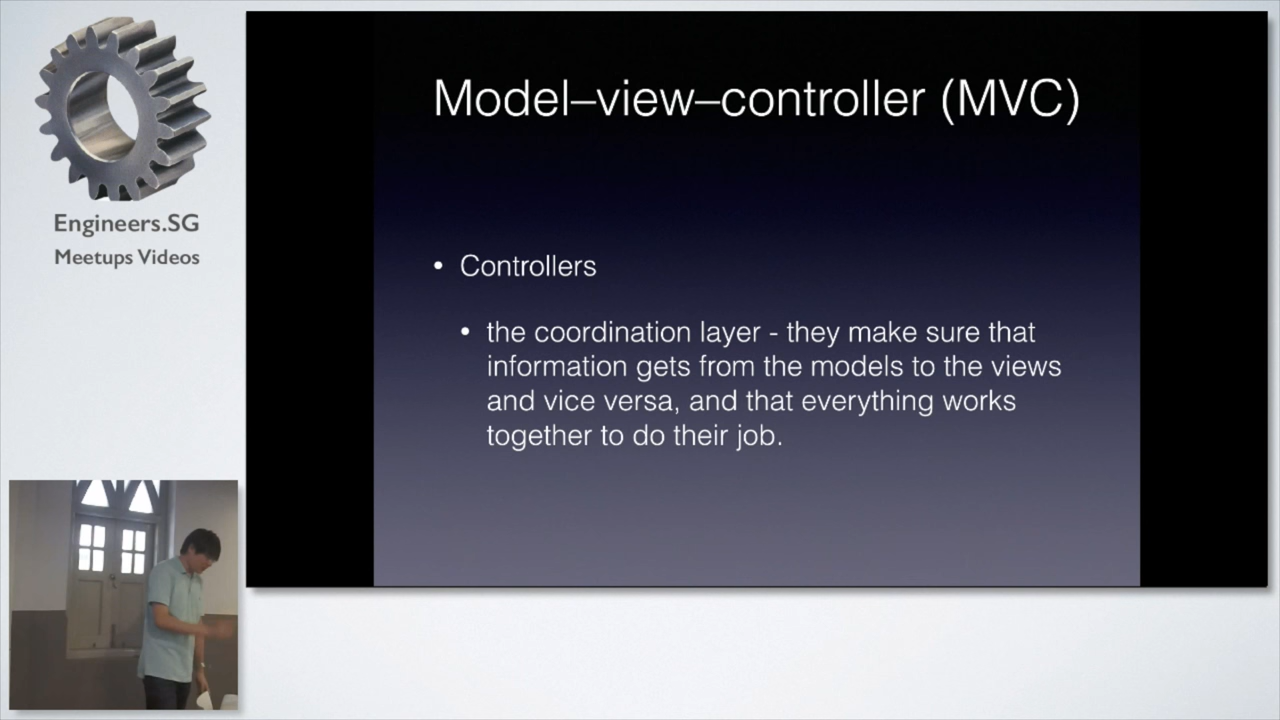 Engineers.SG
Meetups Videos
Model–view–controller (MVC)
• Controllers
• the coordination layer - they make sure that
information gets from the models to the views
and vice versa, and that everything works
together to do their job.